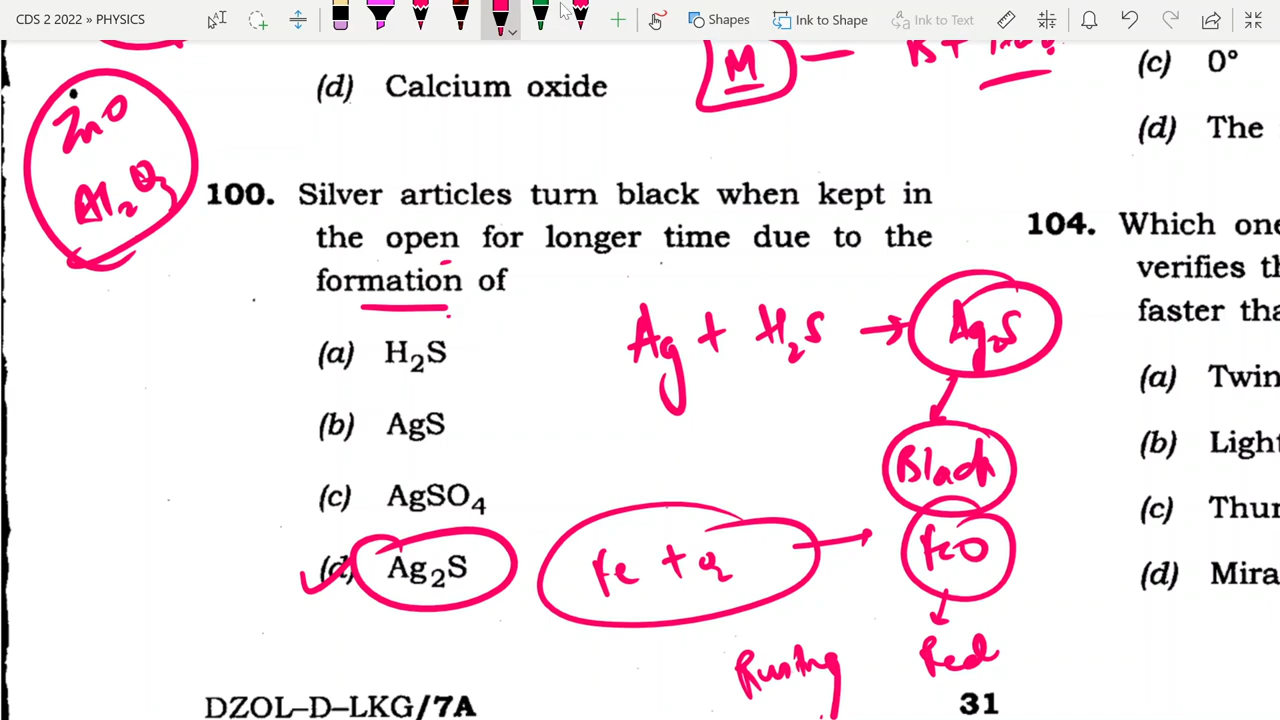 CDS 2 2022 » PHYSICS
Shapes
Ink to Shape
Ink to Text
(d) Calcium oxide
M
ZnO
Al2O3
100. Silver articles turn black when kept in
the open for longer time due to the
formation of
(a) H2S
(b) AgS
(c) AgSO4
(d) Ag2S
Ag + H2S → Ag2S
Black
Fe + O2 → FeO
Red
Rusting
DZOL–D–LKG/7A
31
(c) 0°
(d) The
104. Which one
verifies th
faster tha
(a) Twin
(b) Light
(c) Thun
(d) Mira